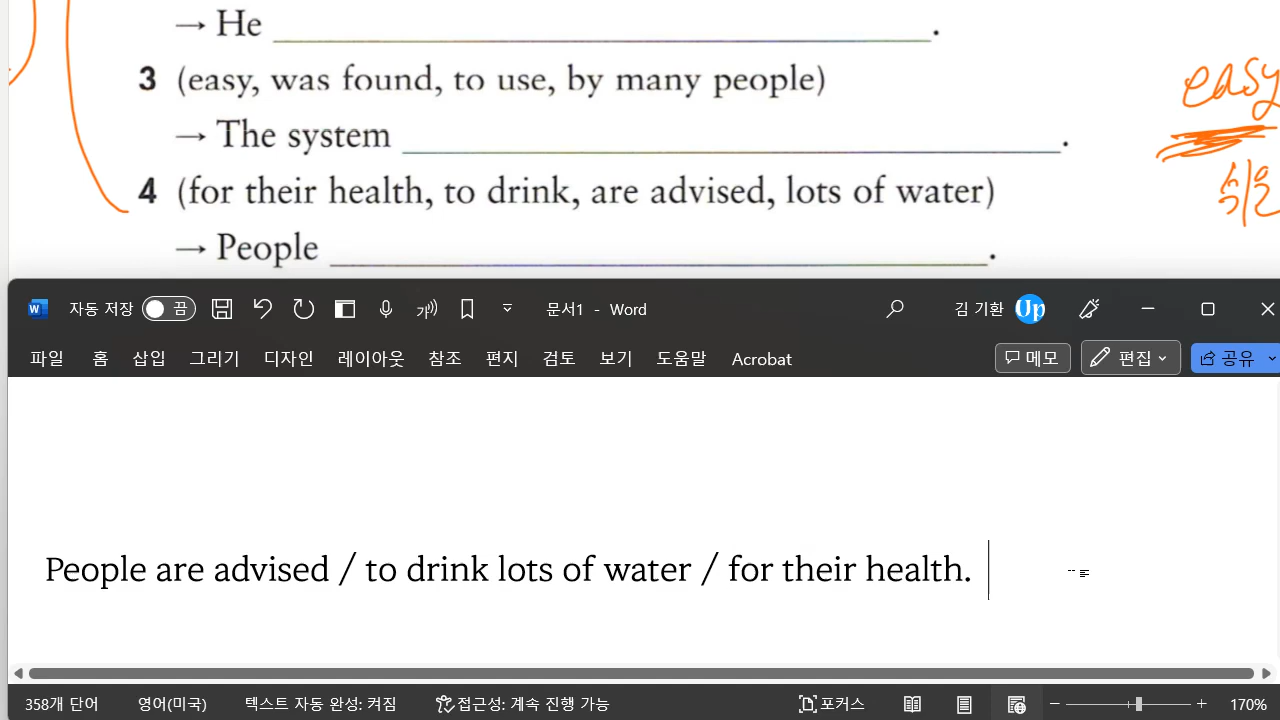 → He ______.
easy
3 (easy, was found, to use, by many people)
→ The system ______.
4 (for their health, to drink, are advised, lots of water)
→ People ______.
자동 저장 끔 문서1 - Word 김 기환 Up
파일 홈 삽입 그리기 디자인 레이아웃 참조 편지 검토 보기 도움말 Acrobat 메모 편집 공유
People are advised / to drink lots of water / for their health.
358개 단어 영어(미국) 텍스트 자동 완성: 켜짐 접근성: 계속 진행 가능 포커스 170%